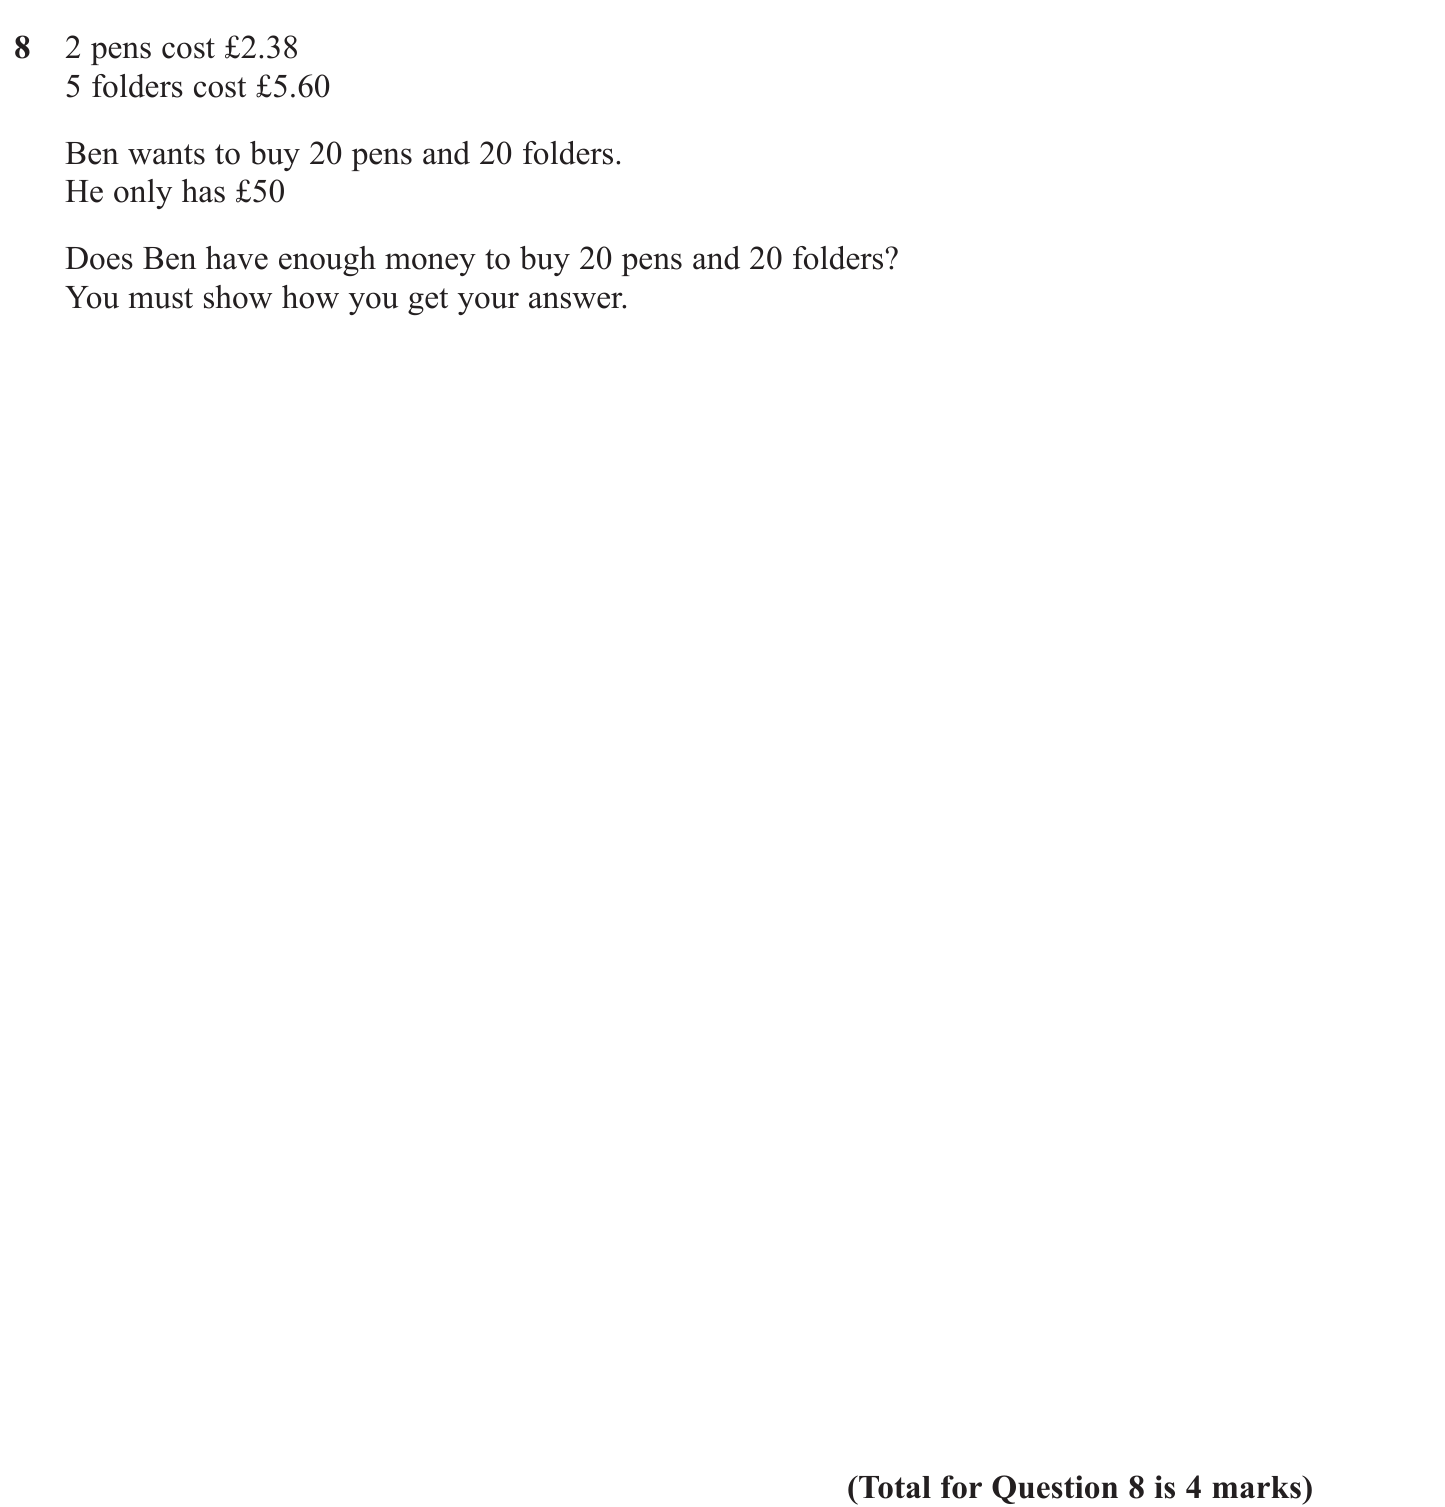 8 2 pens cost £2.38
5 folders cost £5.60
Ben wants to buy 20 pens and 20 folders.
He only has £50
Does Ben have enough money to buy 20 pens and 20 folders?
You must show how you get your answer.
(Total for Question 8 is 4 marks)